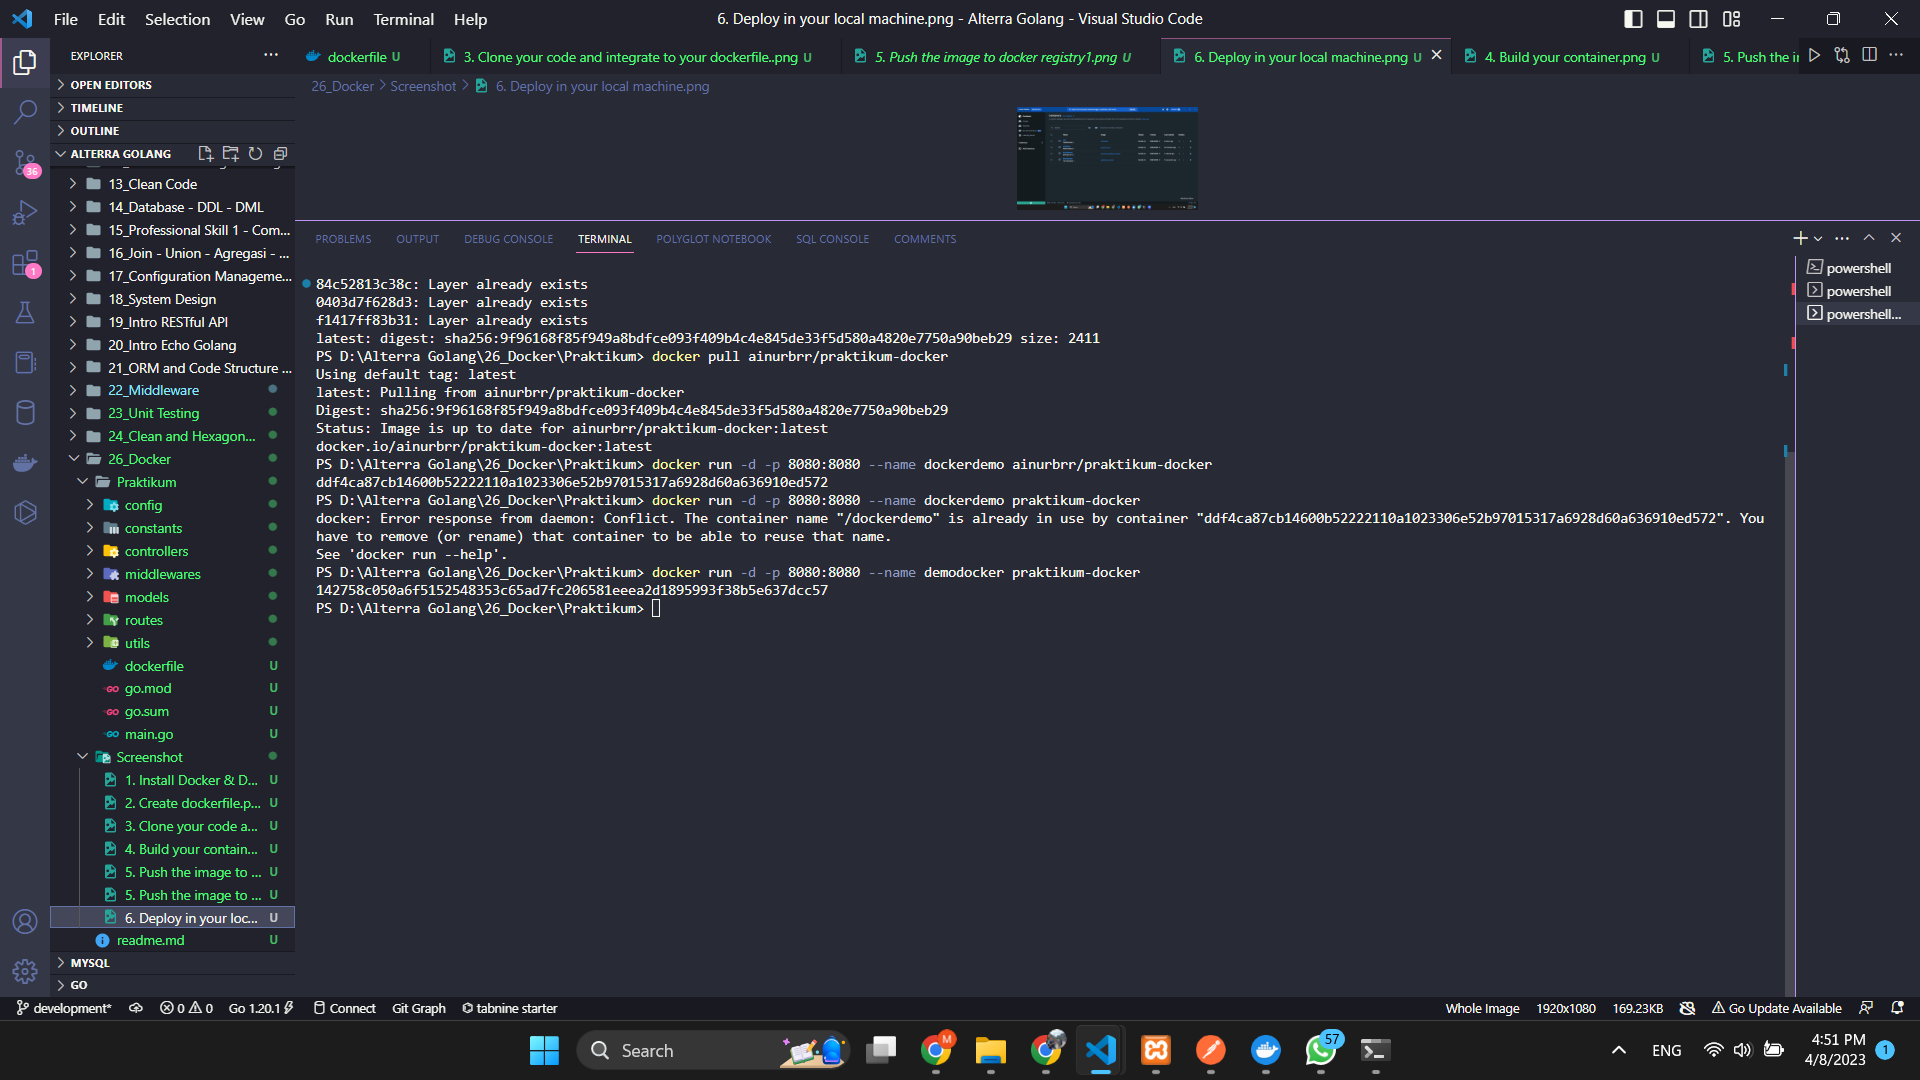 File Edit Selection View Go Run Terminal Help
6. Deploy in your local machine.png - Alterra Golang - Visual Studio Code
EXPLORER
dockerfile U
3. Clone your code and integrate to your dockerfile..png U
5. Push the image to docker registry1.png U
6. Deploy in your local machine.png U
4. Build your container.png U
5. Push the i
26_Docker > Screenshot > 6. Deploy in your local machine.png
OPEN EDITORS
TIMELINE
OUTLINE
ALTERRA GOLANG
13_Clean Code
14_Database - DDL - DML
15_Professional Skill 1 - Com...
16_Join - Union - Agregasi - ...
17_Configuration Manageme...
18_System Design
19_Intro RESTful API
20_Intro Echo Golang
21_ORM and Code Structure ...
22_Middleware
23_Unit Testing
24_Clean and Hexagon...
26_Docker
Praktikum
config
constants
controllers
middlewares
models
routes
utils
dockerfile U
go.mod U
go.sum U
main.go U
Screenshot
1. Install Docker & D... U
2. Create dockerfile.p... U
3. Clone your code a... U
4. Build your contain... U
5. Push the image to ... U
5. Push the image to ... U
6. Deploy in your loc... U
readme.md U
MYSQL
GO
36
1
PROBLEMS OUTPUT DEBUG CONSOLE TERMINAL POLYGLOT NOTEBOOK SQL CONSOLE COMMENTS
84c52813c38c: Layer already exists
0403d7f628d3: Layer already exists
f1417ff83b31: Layer already exists
latest: digest: sha256:9f96168f85f949a8bdfce093f409b4c4e845de33f5d580a4820e7750a90beb29 size: 2411
PS D:\Alterra Golang\26_Docker\Praktikum> docker pull ainurbrr/praktikum-docker
Using default tag: latest
latest: Pulling from ainurbrr/praktikum-docker
Digest: sha256:9f96168f85f949a8bdfce093f409b4c4e845de33f5d580a4820e7750a90beb29
Status: Image is up to date for ainurbrr/praktikum-docker:latest
docker.io/ainurbrr/praktikum-docker:latest
PS D:\Alterra Golang\26_Docker\Praktikum> docker run -d -p 8080:8080 --name dockerdemo ainurbrr/praktikum-docker
ddf4ca87cb14600b52222110a1023306e52b97015317a6928d60a636910ed572
PS D:\Alterra Golang\26_Docker\Praktikum> docker run -d -p 8080:8080 --name dockerdemo praktikum-docker
docker: Error response from daemon: Conflict. The container name "/dockerdemo" is already in use by container "ddf4ca87cb14600b52222110a1023306e52b97015317a6928d60a636910ed572". You
have to remove (or rename) that container to be able to reuse that name.
See 'docker run --help'.
PS D:\Alterra Golang\26_Docker\Praktikum> docker run -d -p 8080:8080 --name demodocker praktikum-docker
142758c050a6f5152548353c65ad7fc206581eeea2d1895993f38b5e637dcc57
PS D:\Alterra Golang\26_Docker\Praktikum>
powershell
powershell
powershell...
development* 0 0 Go 1.20.1 Connect Git Graph tabnine starter
Whole Image 1920x1080 169.23KB Go Update Available
Search
M
57
ENG
4:51 PM
4/8/2023
1